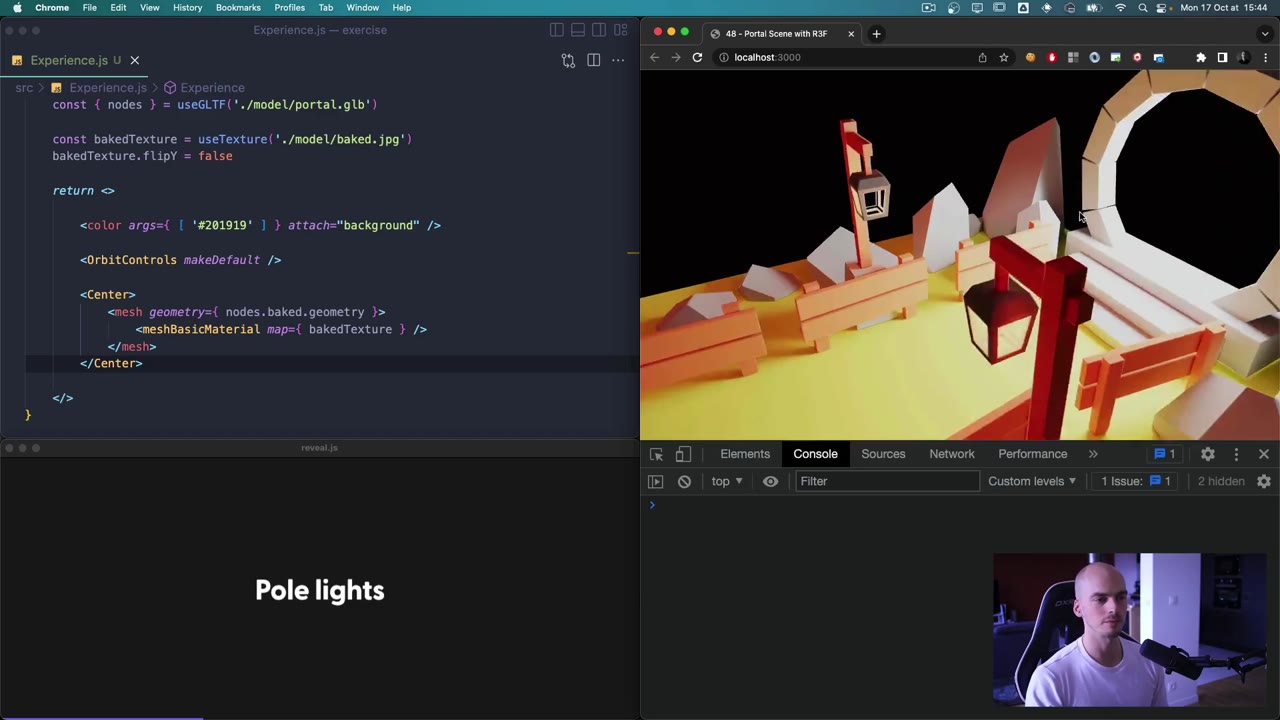 Chrome File Edit View History Bookmarks Profiles Tab Window Help Mon 17 Oct at 15:44
Experience.js — exercise
Experience.js U
src > Experience.js > Experience
const { nodes } = useGLTF('./model/portal.glb')
const bakedTexture = useTexture('./model/baked.jpg')
bakedTexture.flipY = false
return <>
<color args={ [ '#201919' ] } attach="background" />
<OrbitControls makeDefault />
<Center>
<mesh geometry={ nodes.baked.geometry }>
<meshBasicMaterial map={ bakedTexture } />
</mesh>
</Center>
</>
}
reveal.js
Pole lights
48 - Portal Scene with R3F
localhost:3000
Elements Console Sources Network Performance » 1
top Filter Custom levels 1 Issue: 1 2 hidden